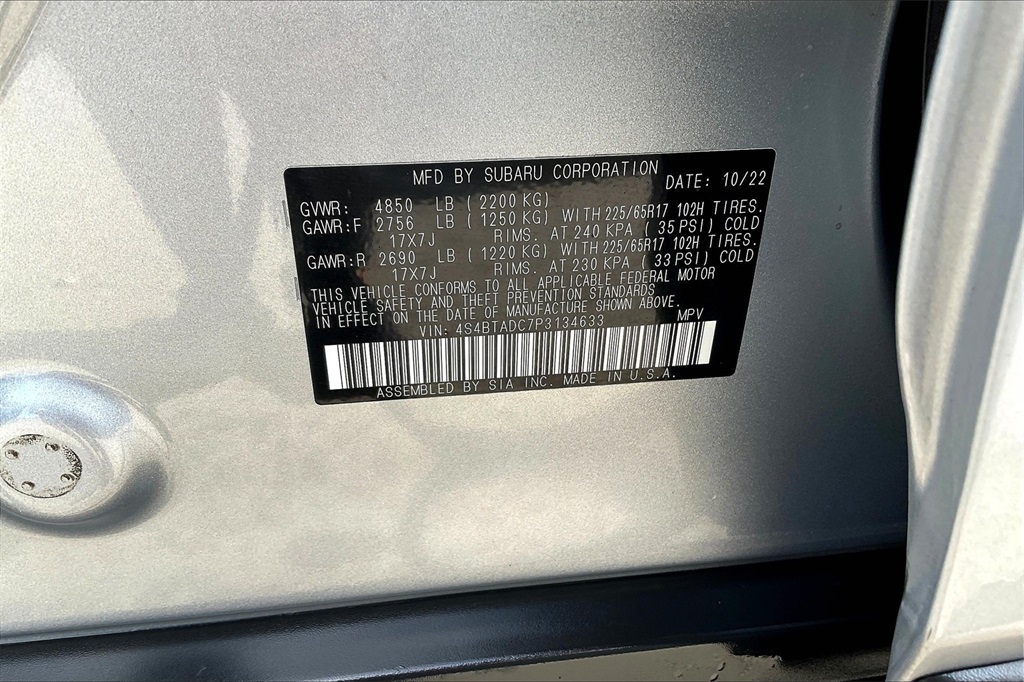 MFD BY SUBARU CORPORATION DATE: 10/22
GVWR: 4850 LB ( 2200 KG)
GAWR:F 2756 LB ( 1250 KG) WITH 225/65R17 102H TIRES.
17X7J RIMS. AT 240 KPA ( 35 PSI) COLD
GAWR:R 2690 LB ( 1220 KG) WITH 225/65R17 102H TIRES.
17X7J RIMS. AT 230 KPA ( 33 PSI) COLD
THIS VEHICLE CONFORMS TO ALL APPLICABLE FEDERAL MOTOR
VEHICLE SAFETY AND THEFT PREVENTION STANDARDS
IN EFFECT ON THE DATE OF MANUFACTURE SHOWN ABOVE.
VIN: 4S4BTADC7P3134633 MPV
ASSEMBLED BY SIA INC. MADE IN U.S.A.